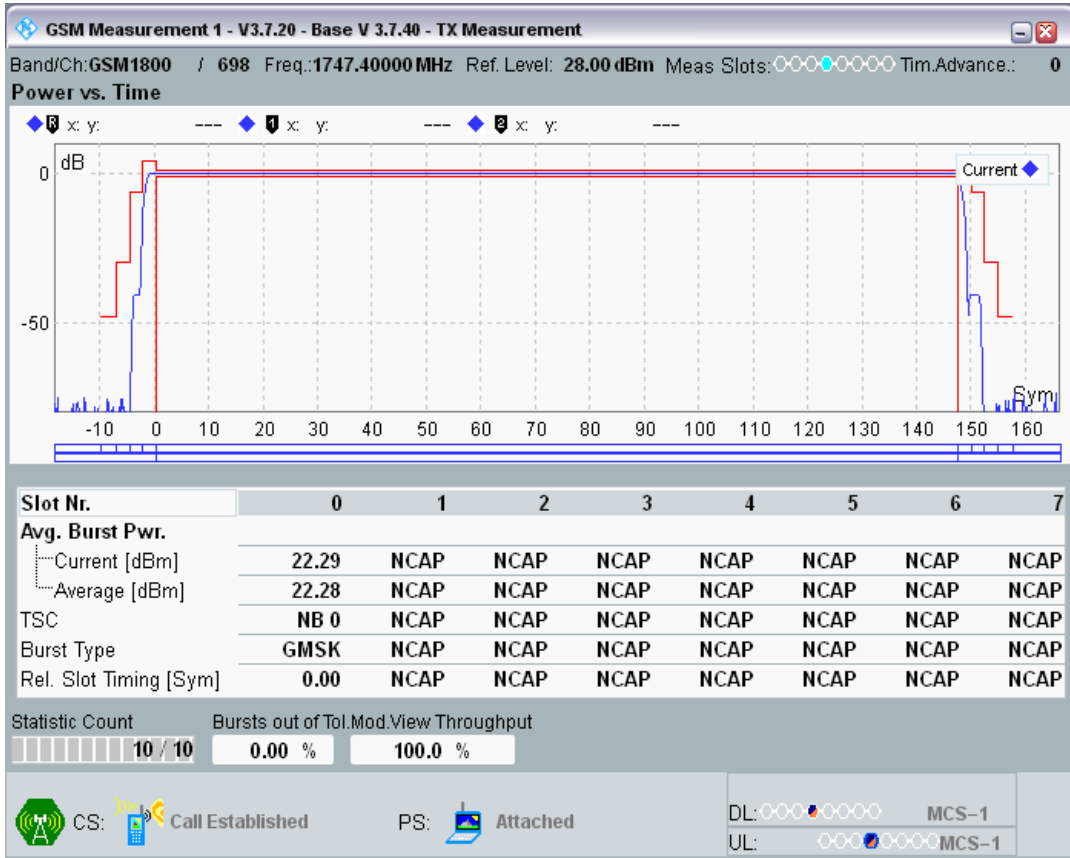 GSM Measurement 1 - V3.7.20 - Base V 3.7.40 - TX Measurement
Band/Ch:GSM1800 / 698 Freq.:1747.40000 MHz Ref. Level: 28.00 dBm Meas Slots: Tim.Advance.: 0
Power vs. Time
R x: y: --- 1 x: y: --- 2 x: y: ---
dB
Current
0
-50
Sym
-10 0 10 20 30 40 50 60 70 80 90 100 110 120 130 140 150 160
Slot Nr. 0 1 2 3 4 5 6 7
Avg. Burst Pwr.
Current [dBm] 22.29 NCAP NCAP NCAP NCAP NCAP NCAP NCAP
Average [dBm] 22.28 NCAP NCAP NCAP NCAP NCAP NCAP NCAP
TSC NB 0 NCAP NCAP NCAP NCAP NCAP NCAP NCAP
Burst Type GMSK NCAP NCAP NCAP NCAP NCAP NCAP NCAP
Rel. Slot Timing [Sym] 0.00 NCAP NCAP NCAP NCAP NCAP NCAP NCAP
Statistic Count Bursts out of Tol.Mod.View Throughput
10 / 10 0.00 % 100.0 %
CS: Call Established PS: Attached
DL: MCS-1
UL: MCS-1